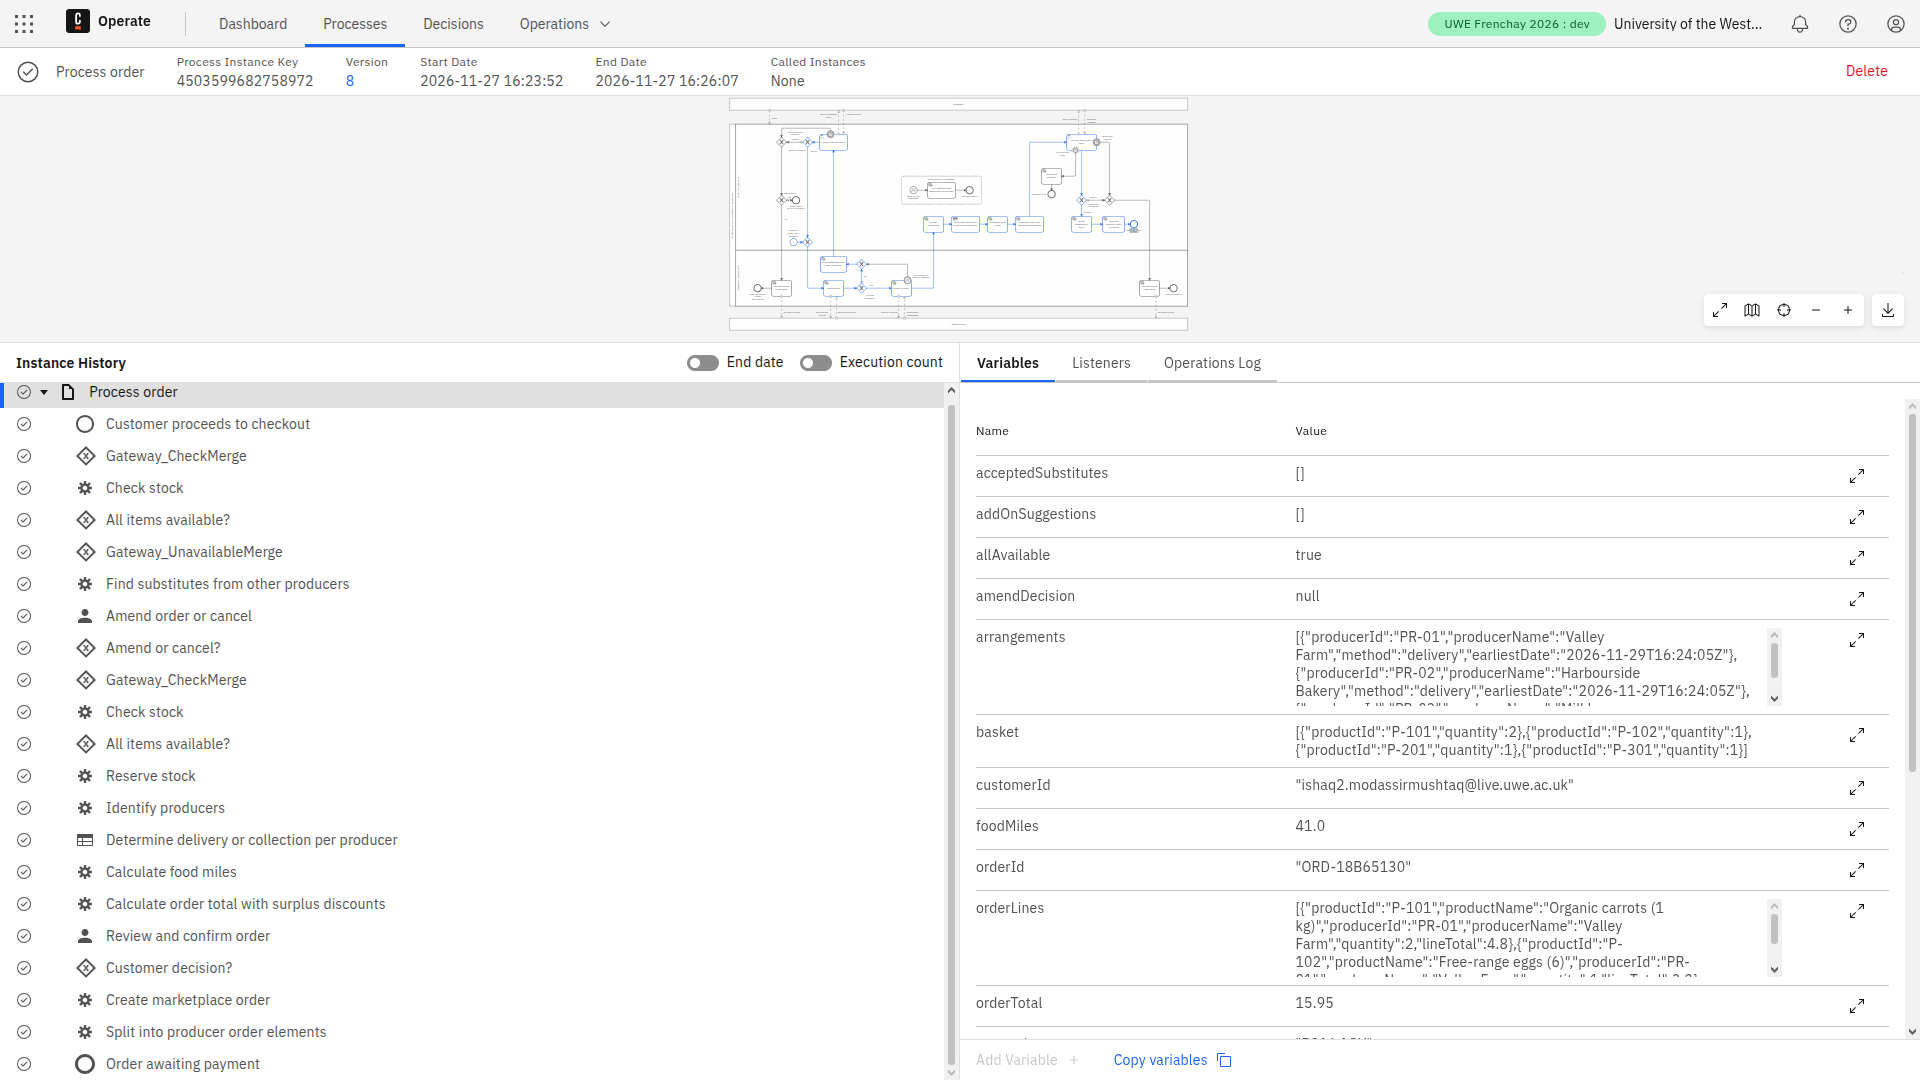 Operate
Dashboard
Processes
Decisions
Operations
UWE Frenchay 2026 : dev
University of the West...
Process order
Process Instance Key
4503599682758972
Version
8
Start Date
2026-11-27 16:23:52
End Date
2026-11-27 16:26:07
Called Instances
None
Delete
Instance History
End date
Execution count
Process order
Customer proceeds to checkout
Gateway_CheckMerge
Check stock
All items available?
Gateway_UnavailableMerge
Find substitutes from other producers
Amend order or cancel
Amend or cancel?
Gateway_CheckMerge
Check stock
All items available?
Reserve stock
Identify producers
Determine delivery or collection per producer
Calculate food miles
Calculate order total with surplus discounts
Review and confirm order
Customer decision?
Create marketplace order
Split into producer order elements
Order awaiting payment
Variables
Listeners
Operations Log
Name
Value
acceptedSubstitutes
[]
addOnSuggestions
[]
allAvailable
true
amendDecision
null
arrangements
[{"producerId":"PR-01","producerName":"Valley
Farm","method":"delivery","earliestDate":"2026-11-29T16:24:05Z"},
{"producerId":"PR-02","producerName":"Harbourside
Bakery","method":"delivery","earliestDate":"2026-11-29T16:24:05Z"},
basket
[{"productId":"P-101","quantity":2},{"productId":"P-102","quantity":1},
{"productId":"P-201","quantity":1},{"productId":"P-301","quantity":1}]
customerId
"ishaq2.modassirmushtaq@live.uwe.ac.uk"
foodMiles
41.0
orderId
"ORD-18B65130"
orderLines
[{"productId":"P-101","productName":"Organic carrots (1
kg)","producerId":"PR-01","producerName":"Valley
Farm","quantity":2,"lineTotal":4.8},{"productId":"P-
102","productName":"Free-range eggs (6)","producerId":"PR-
orderTotal
15.95
Add Variable
Copy variables